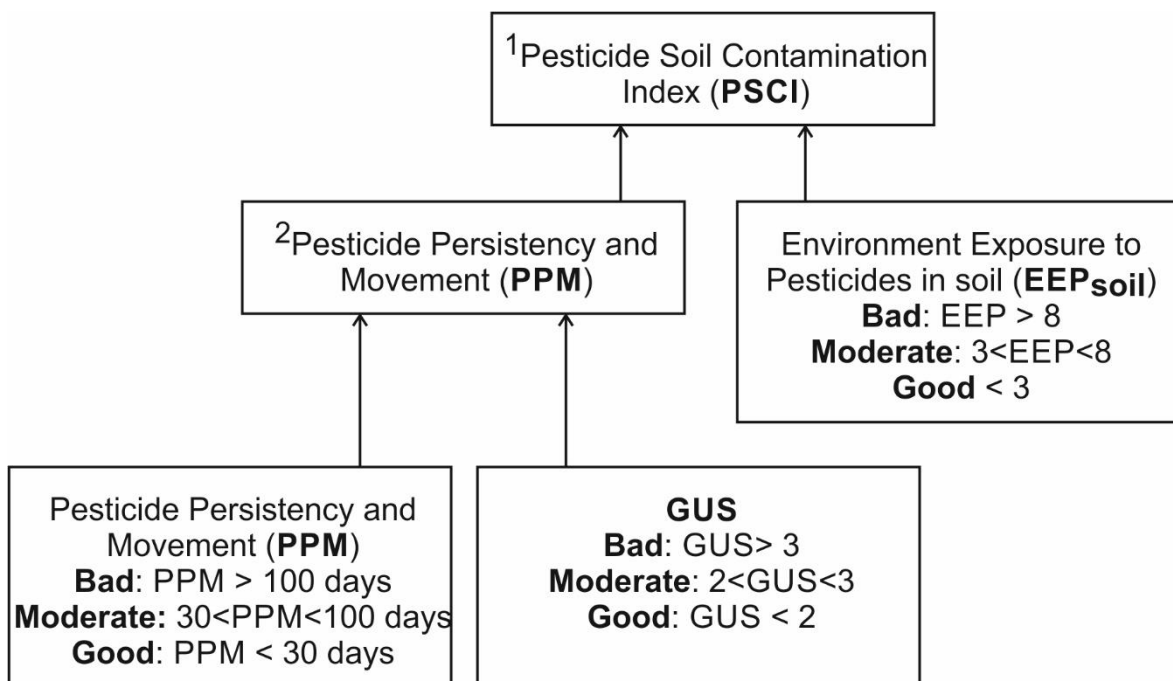 1Pesticide Soil Contamination
Index (PSCI)
2Pesticide Persistency and
Movement (PPM)
Environment Exposure to
Pesticides in soil (EEPsoil)
Bad: EEP > 8
Moderate: 3<EEP<8
Good < 3
Pesticide Persistency and
Movement (PPM)
Bad: PPM > 100 days
Moderate: 30<PPM<100 days
Good: PPM < 30 days
GUS
Bad: GUS> 3
Moderate: 2<GUS<3
Good: GUS < 2